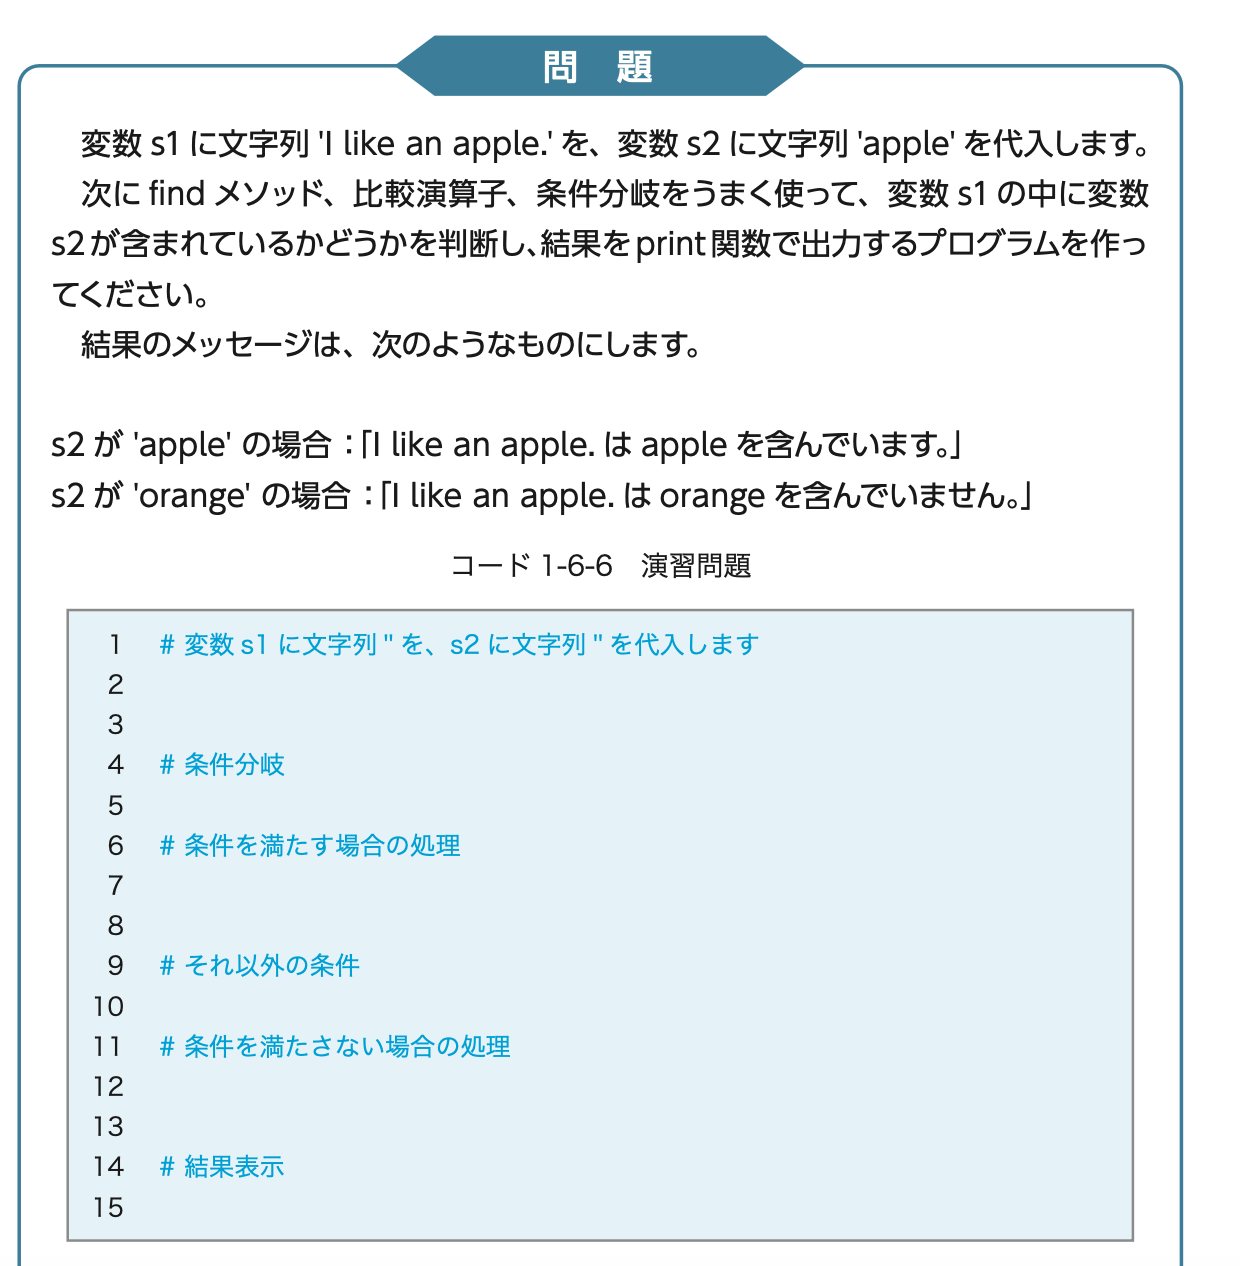 問 題
変数 s1 に文字列 'I like an apple.' を、変数 s2 に文字列 'apple' を代入します。
次に find メソッド、比較演算子、条件分岐をうまく使って、変数 s1 の中に変数
s2 が含まれているかどうかを判断し、結果を print 関数で出力するプログラムを作っ
てください。
結果のメッセージは、次のようなものにします。
s2 が 'apple' の場合：「I like an apple. は apple を含んでいます。」
s2 が 'orange' の場合：「I like an apple. は orange を含んでいません。」
コード 1-6-6 演習問題
1 # 変数 s1 に文字列 '' を、s2 に文字列 '' を代入します
2
3
4 # 条件分岐
5
6 # 条件を満たす場合の処理
7
8
9 # それ以外の条件
10
11 # 条件を満たさない場合の処理
12
13
14 # 結果表示
15